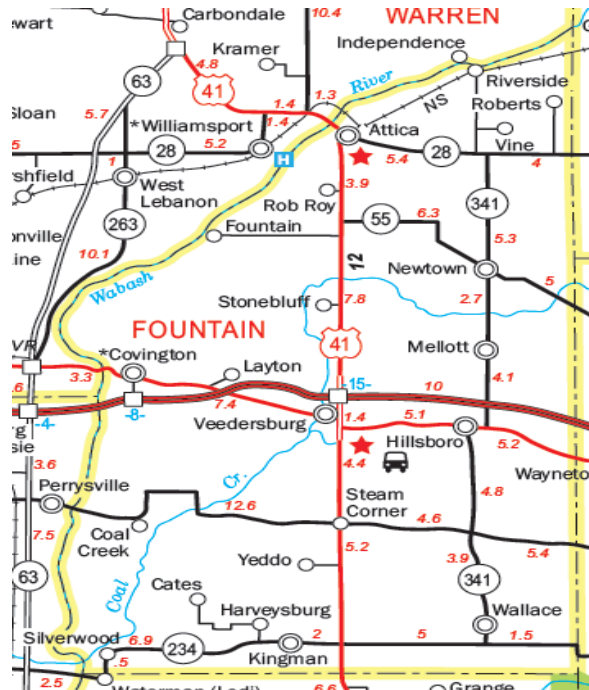 Carbondale
10.4
WARREN
Kramer
4.8
Independence
River
Riverside
63
41
1.4
1.3
NS
Roberts
5.7
Sloan
*Williamsport
1.4
Attica
5
28
5.2
5.4
28
Vine
4
1
H
West
Lebanon
3.9
Rob Roy
341
263
Fountain
55
6.3
5.3
10.1
12
Newtown
Wabash
Stonebluff
7.8
2.7
5
FOUNTAIN
41
Mellott
*Covington
Layton
4.1
3.3
-15-
10
-4-
-8-
7.4
Veedersburg
1.4
5.1
Hillsboro
5.2
3.6
4.4
Wayneto
Perrysville
Cr.
4.8
12.6
Steam
Corner
4.6
7.5
Coal
Creek
5.2
5.4
Yeddo
3.9
63
Coal
Cates
341
Harveysburg
Wallace
Silverwood
6.9
234
2
5
1.5
Kingman
.5
2.5